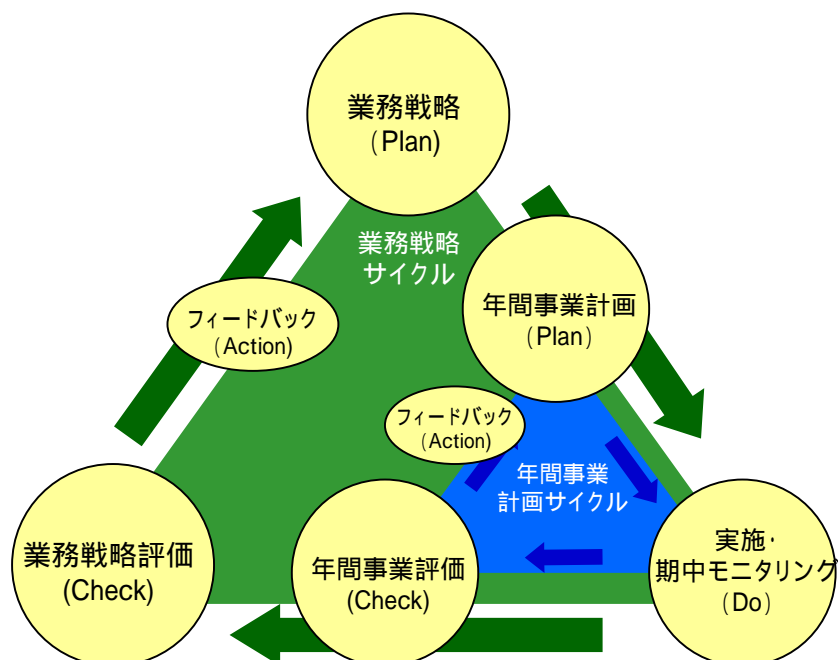 業務戦略
(Plan)
業務戦略
サイクル
年間事業計画
(Plan)
フィードバック
(Action)
フィードバック
(Action)
年間事業
計画サイクル
業務戦略評価
(Check)
年間事業評価
(Check)
実施・
期中モニタリング
(Do)